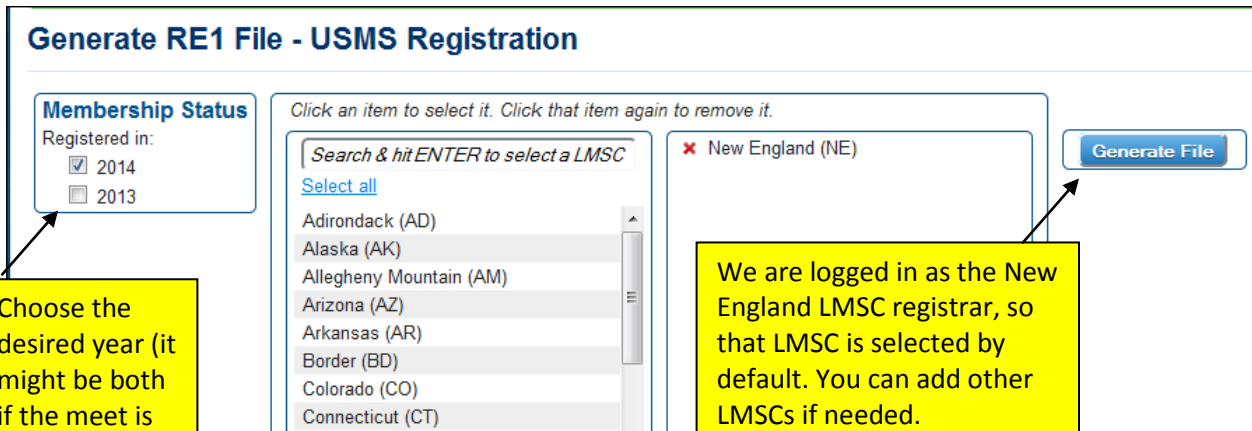 Generate RE1 File - USMS Registration
Membership Status
Registered in:
2014
2013
Click an item to select it. Click that item again to remove it.
Search & hit ENTER to select a LMSC
Select all
Adirondack (AD)
Alaska (AK)
Allegheny Mountain (AM)
Arizona (AZ)
Arkansas (AR)
Border (BD)
Colorado (CO)
Connecticut (CT)
New England (NE)
Generate File
Choose the
desired year (it
might be both
if the meet is
We are logged in as the New
England LMSC registrar, so
that LMSC is selected by
default. You can add other
LMSCs if needed.